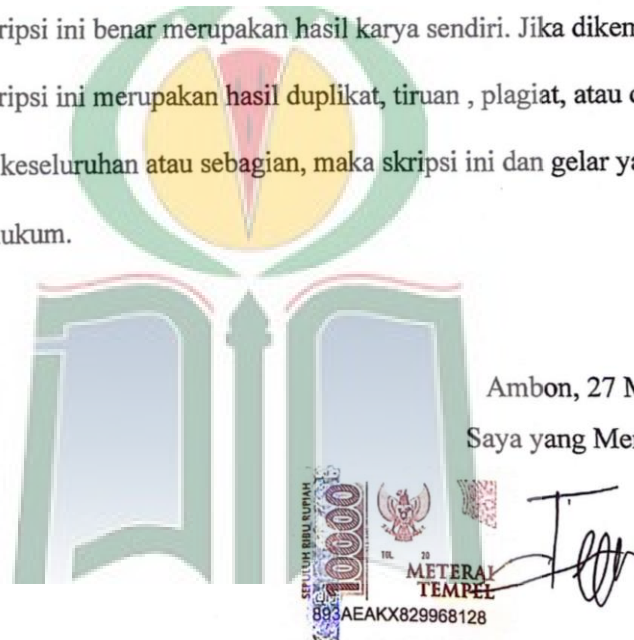 ripsi ini benar merupakan hasil karya sendiri. Jika diken
ripsi ini merupakan hasil duplikat, tiruan , plagiat, atau
keseluruhan atau sebagian, maka skripsi ini dan gelar ya
ukum.
Ambon, 27 M
Saya yang Me
SEPULUH RIBU RUPIAH
10000
TGL. 20
METERAI
TEMPEL
893AEAKX829968128